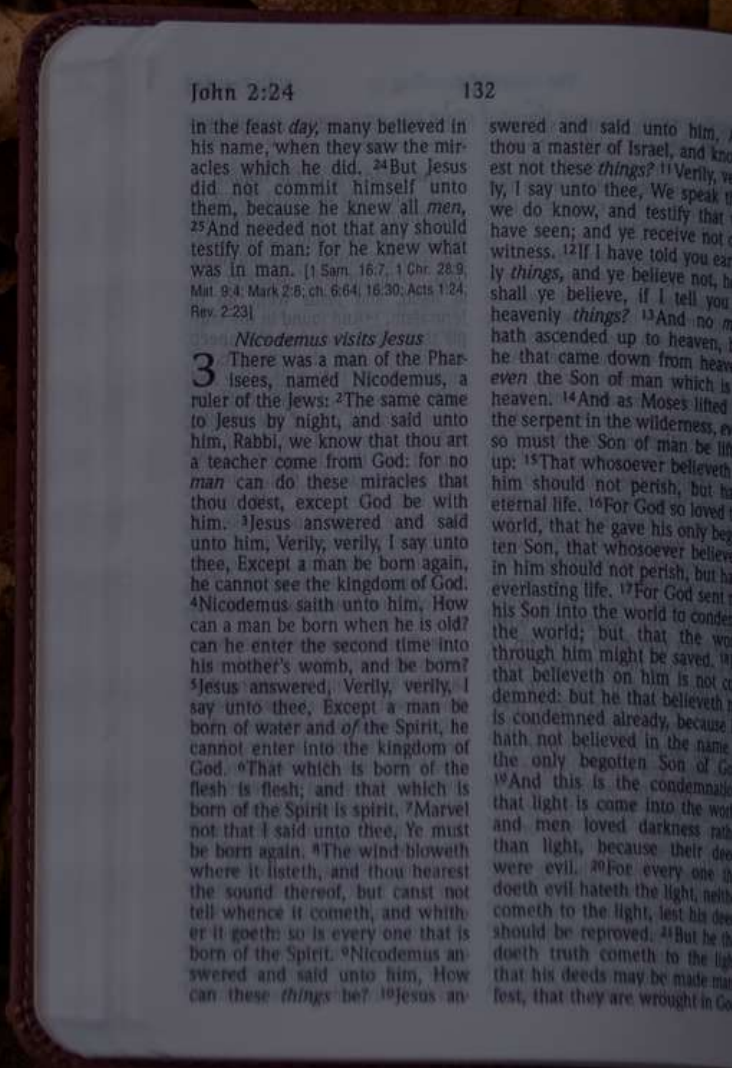 John 2:24
132
in the feast day, many believed in
his name, when they saw the mir-
acles which he did. 24But Jesus
did not commit himself unto
them, because he knew all men,
25And needed not that any should
testify of man: for he knew what
was in man. [1 Sam. 16:7, 1 Chr. 28:9,
Mat. 9:4; Mark 2:8; ch. 6:64; 16:30; Acts 1:24,
Rev. 2:23]
Nicodemus visits Jesus
3 There was a man of the Phar-
isees, named Nicodemus, a
ruler of the Jews: 2The same came
to Jesus by night, and said unto
him, Rabbi, we know that thou art
a teacher come from God: for no
man can do these miracles that
thou doest, except God be with
him. 3Jesus answered and said
unto him, Verily, verily, I say unto
thee, Except a man be born again,
he cannot see the kingdom of God.
4Nicodemus saith unto him, How
can a man be born when he is old?
can he enter the second time into
his mother's womb, and be born?
5Jesus answered, Verily, verily, I
say unto thee, Except a man be
born of water and of the Spirit, he
cannot enter into the kingdom of
God. 6That which is born of the
flesh is flesh; and that which is
born of the Spirit is spirit. 7Marvel
not that I said unto thee, Ye must
be born again. 8The wind bloweth
where it listeth, and thou hearest
the sound thereof, but canst not
tell whence it cometh, and whith-
er it goeth: so is every one that is
born of the Spirit. 9Nicodemus an-
swered and said unto him, How
can these things be? 10Jesus an-
swered and said unto him,
thou a master of Israel, and
est not these things? 11Verily,
ly, I say unto thee, We speak
we do know, and testify that
have seen; and ye receive not
witness. 12If I have told you
ly things, and ye believe not,
shall ye believe, if I tell you
heavenly things? 13And no
hath ascended up to heaven,
he that came down from
even the Son of man which is
heaven. 14And as Moses lifted
the serpent in the wilderness,
so must the Son of man be
up: 15That whosoever believeth
him should not perish, but
eternal life. 16For God so loved
world, that he gave his only
ten Son, that whosoever
in him should not perish, but
everlasting life. 17For God sent
his Son into the world to
the world; but that the
through him might be saved.
that believeth on him is not
demned: but he that believeth
is condemned already, because
hath not believed in the name
the only begotten Son of
19And this is the
that light is come into the
and men loved darkness
than light, because their
were evil. 20For every one
doeth evil hateth the light,
cometh to the light, lest his
should be reproved. 21But he
doeth truth cometh to the
that his deeds may be made
fest, that they are wrought in